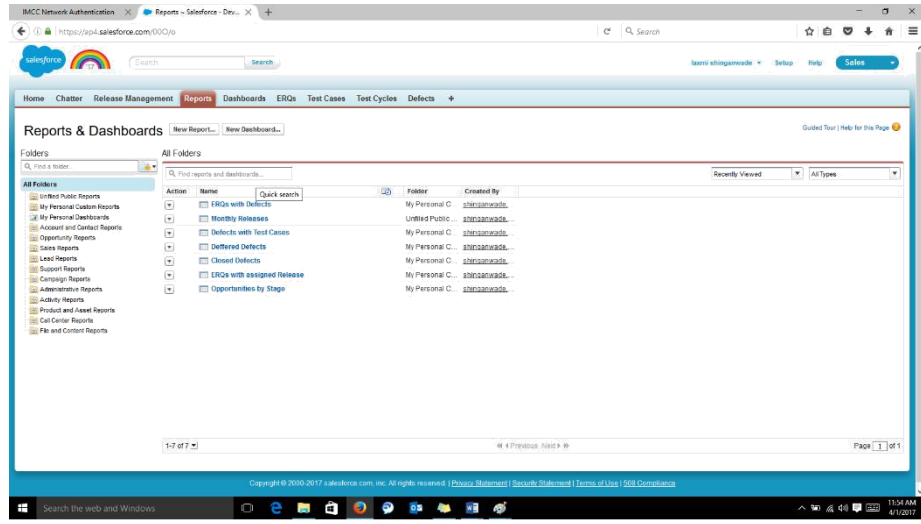 IMCC Network Authentication
Reports ~ Salesforce - Dev...
https://ap4.salesforce.com/00O/o
Search
salesforce
17
Search
Search
laxmi shinganwade
Setup
Help
Sales
Home Chatter Release Management Reports Dashboards ERQs Test Cases Test Cycles Defects +
Reports & Dashboards
New Report...
New Dashboard...
Guided Tour | Help for this Page
Folders
All Folders
Find a folder...
Find reports and dashboards...
Recently Viewed
All Types
All Folders
Unfiled Public Reports
My Personal Custom Reports
My Personal Dashboards
Account and Contact Reports
Opportunity Reports
Sales Reports
Lead Reports
Support Reports
Campaign Reports
Administrative Reports
Activity Reports
Product and Asset Reports
Call Center Reports
File and Content Reports
Action Name Folder Created By
Quick search
ERQs with Defects My Personal C... shinganwade,...
Monthly Releases Unfiled Public ... shinganwade,...
Defects with Test Cases My Personal C... shinganwade,...
Deffered Defects My Personal C... shinganwade,...
Closed Defects My Personal C... shinganwade,...
ERQs with assigned Release My Personal C... shinganwade,...
Opportunities by Stage My Personal C... shinganwade,...
1-7 of 7
Previous Next
Page 1 of 1
Copyright © 2000-2017 salesforce.com, inc. All rights reserved. | Privacy Statement | Security Statement | Terms of Use | 508 Compliance
Search the web and Windows
11:54 AM
4/1/2017